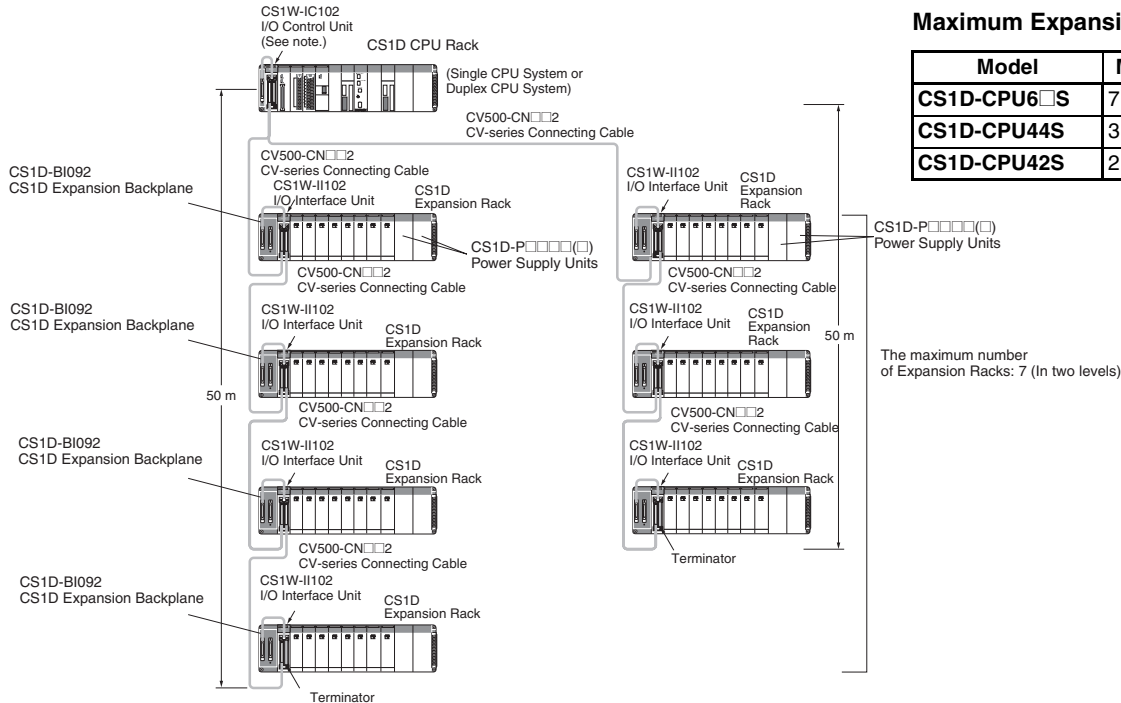 CS1W-IC102
I/O Control Unit
(See note.)
CS1D CPU Rack
(Single CPU System or
Duplex CPU System)
Maximum Expansi
Model
CS1D-CPU6□S 7
CS1D-CPU44S 3
CS1D-CPU42S 2
CV500-CN□□2
CV-series Connecting Cable
CV500-CN□□2
CV-series Connecting Cable
CS1D-BI092
CS1D Expansion Backplane
CS1W-II102
I/O Interface Unit
CS1D
Expansion Rack
CS1D-P□□□□(□)
Power Supply Units
CS1W-II102
I/O Interface Unit
CS1D
Expansion
Rack
CS1D-P□□□□(□)
Power Supply Units
CV500-CN□□2
CV-series Connecting Cable
CV500-CN□□2
CV-series Connecting Cable
CS1D-BI092
CS1D Expansion Backplane
CS1W-II102
I/O Interface Unit
CS1D
Expansion Rack
CS1W-II102
I/O Interface Unit
CS1D
Expansion
Rack
50 m
The maximum number
of Expansion Racks: 7 (In two levels)
50 m
CV500-CN□□2
CV-series Connecting Cable
CV500-CN□□2
CV-series Connecting Cable
CS1D-BI092
CS1D Expansion Backplane
CS1W-II102
I/O Interface Unit
CS1D
Expansion Rack
CS1W-II102
I/O Interface Unit
CS1D
Expansion Rack
CV500-CN□□2
CV-series Connecting Cable
Terminator
CS1D-BI092
CS1D Expansion Backplane
CS1W-II102
I/O Interface Unit
CS1D
Expansion Rack
Terminator